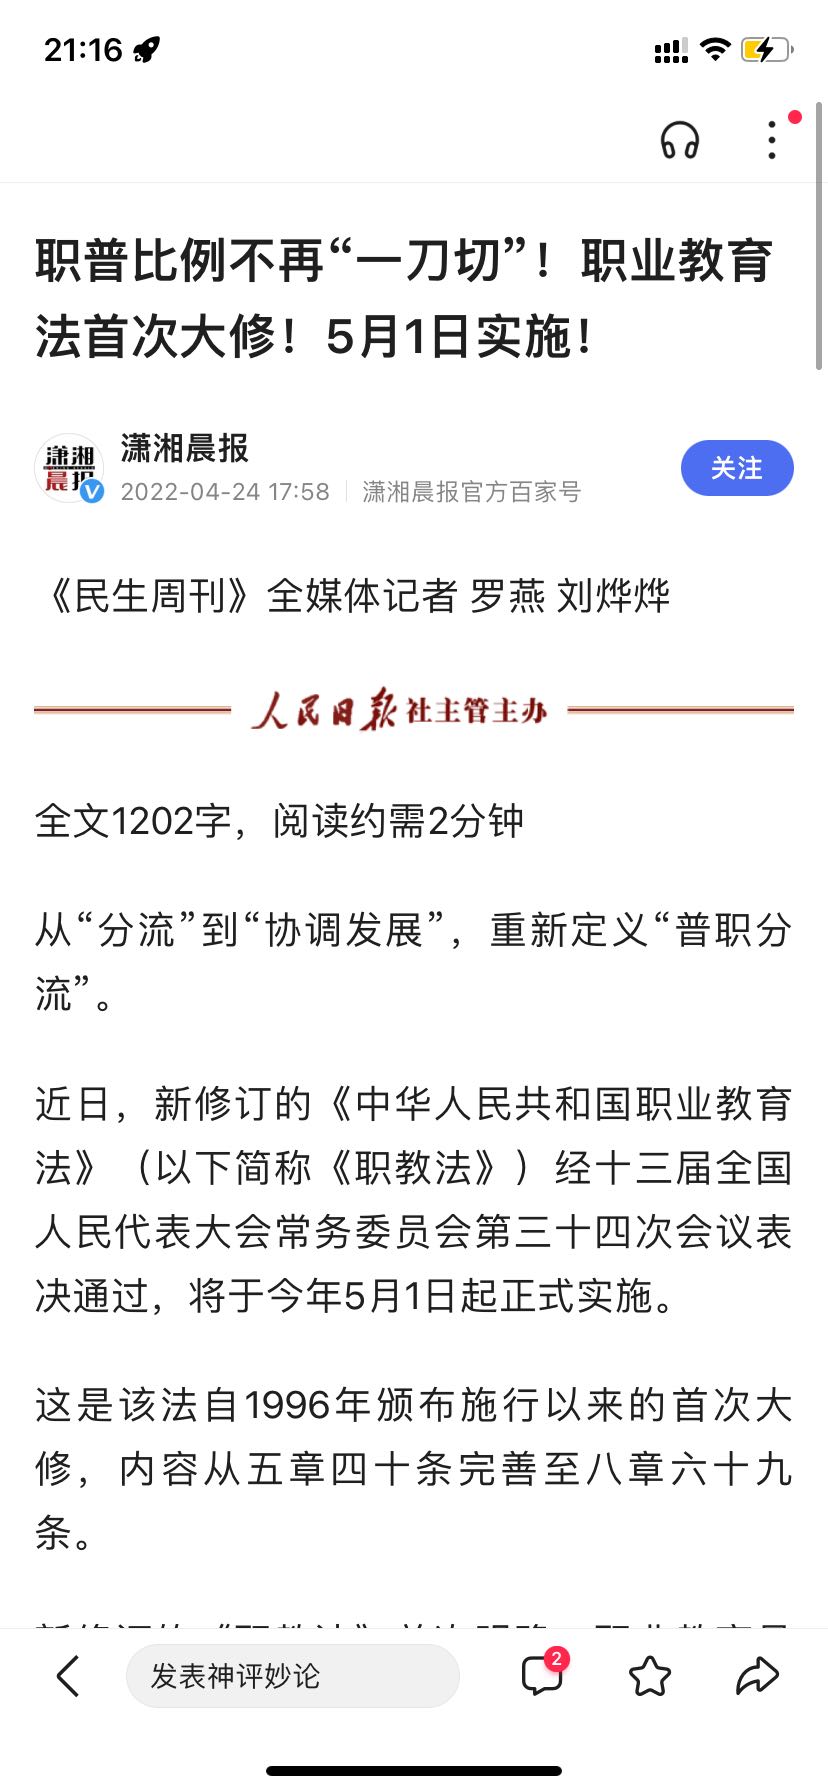 21:16
职普比例不再“一刀切”！职业教育
法首次大修！5月1日实施！
潇湘晨报
潇湘
晨报
2022-04-24 17:58
潇湘晨报官方百家号
关注
《民生周刊》全媒体记者 罗燕 刘烨烨
人民日报社主管主办
全文1202字，阅读约需2分钟
从“分流”到“协调发展”，重新定义“普职分
流”。
近日，新修订的《中华人民共和国职业教育
法》（以下简称《职教法》）经十三届全国
人民代表大会常务委员会第三十四次会议表
决通过，将于今年5月1日起正式实施。
这是该法自1996年颁布施行以来的首次大
修，内容从五章四十条完善至八章六十九
条。
发表神评妙论
2